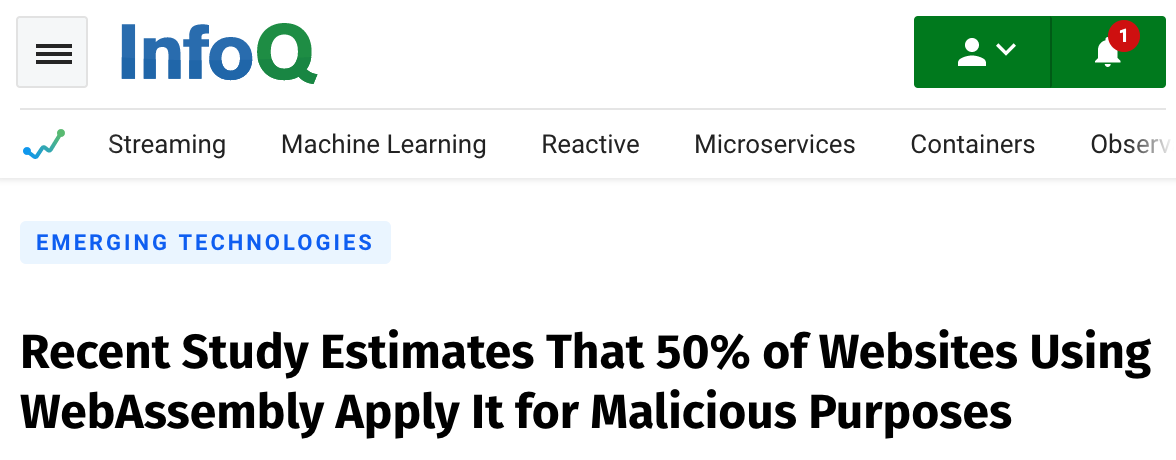 InfoQ
1
Streaming Machine Learning Reactive Microservices Containers Observ
EMERGING TECHNOLOGIES
Recent Study Estimates That 50% of Websites Using
WebAssembly Apply It for Malicious Purposes